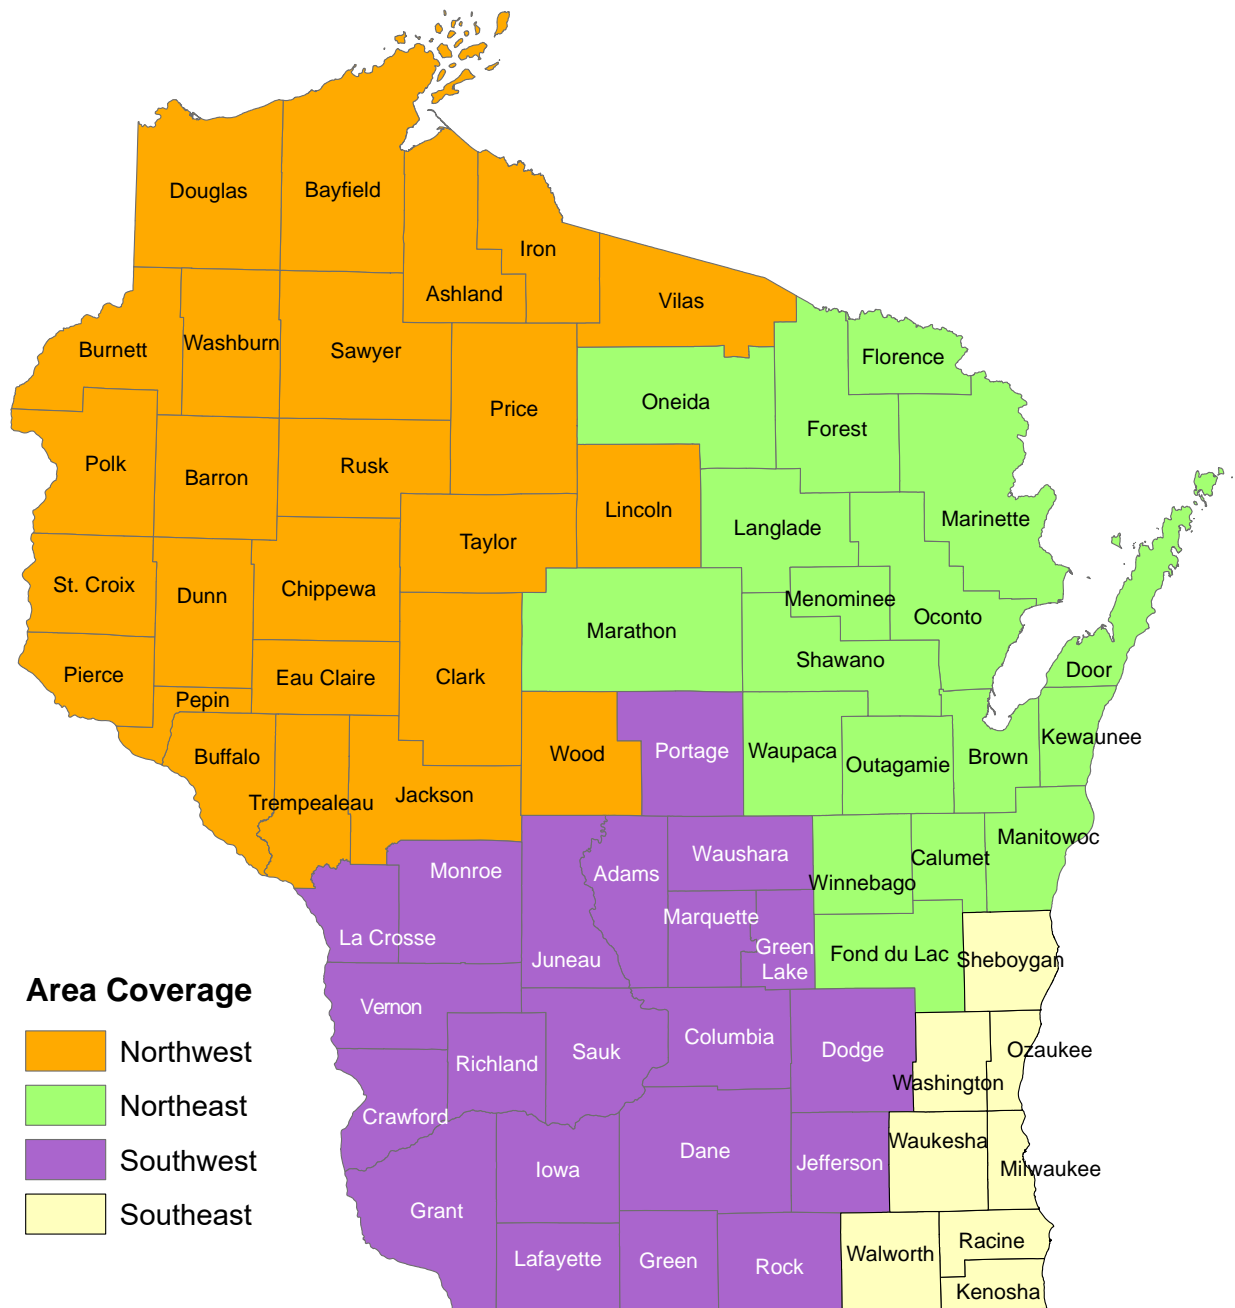 Douglas
Bayfield
Iron
Ashland
Vilas
Burnett
Washburn
Sawyer
Florence
Price
Oneida
Forest
Polk
Barron
Rusk
Lincoln
Langlade
Marinette
Taylor
St. Croix
Dunn
Chippewa
Menominee
Oconto
Marathon
Shawano
Door
Pierce
Eau Claire
Clark
Pepin
Buffalo
Wood
Portage
Waupaca
Outagamie
Brown
Kewaunee
Trempealeau
Jackson
Manitowoc
Monroe
Adams
Waushara
Calumet
Winnebago
Marquette
La Crosse
Juneau
Green
Lake
Fond du Lac
Sheboygan
Vernon
Richland
Sauk
Columbia
Dodge
Ozaukee
Washington
Crawford
Iowa
Dane
Jefferson
Waukesha
Milwaukee
Grant
Lafayette
Green
Rock
Walworth
Racine
Kenosha
Area Coverage
Northwest
Northeast
Southwest
Southeast